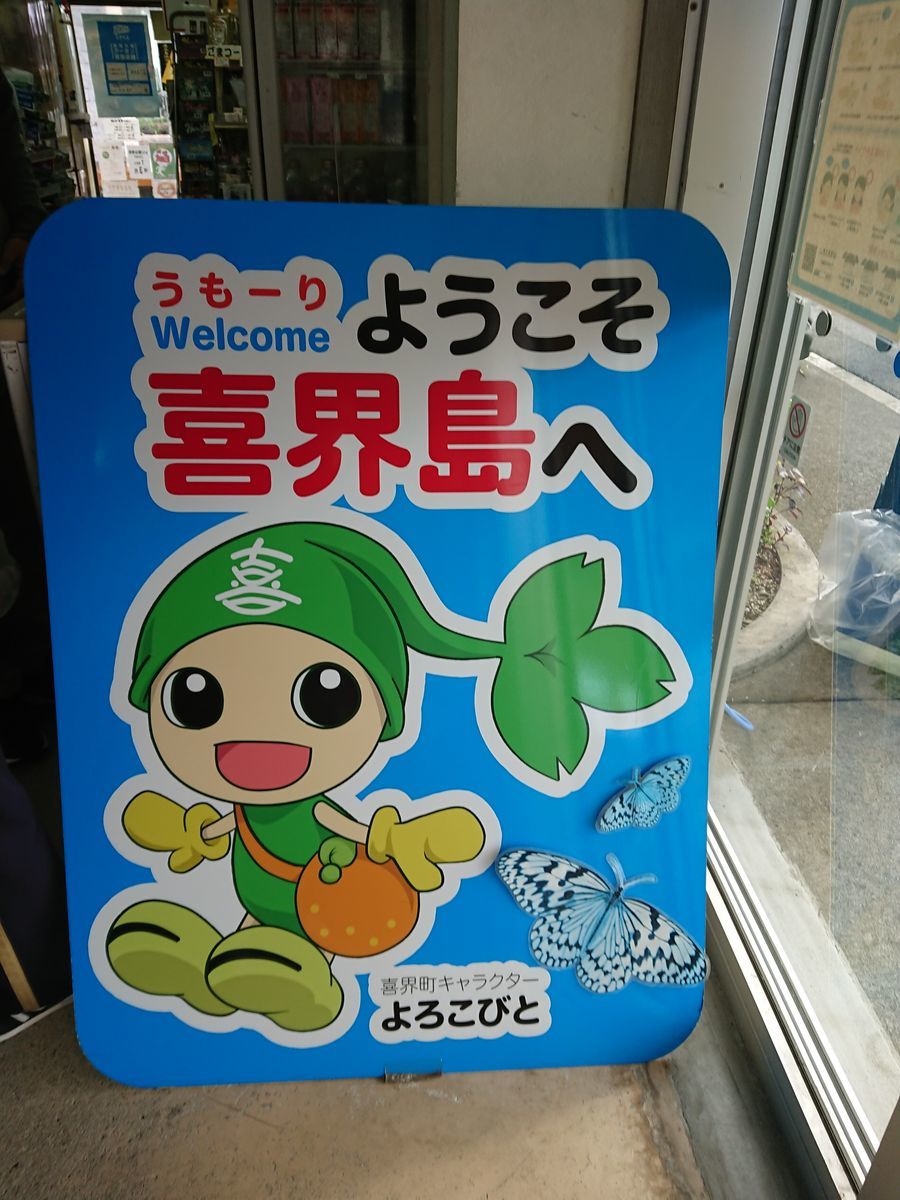 うもーり
Welcome
ようこそ
喜界島へ
喜
喜界町キャラクター
よろこびと